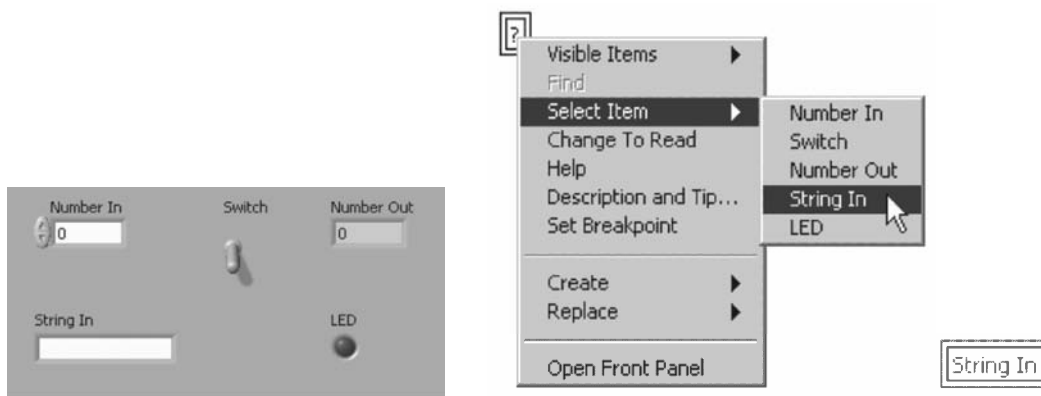 Number In
Switch
Number Out
0
0
String In
LED
?
Visible Items
Find
Select Item
Change To Read
Help
Description and Tip...
Set Breakpoint
Create
Replace
Open Front Panel
Number In
Switch
Number Out
String In
LED
String In